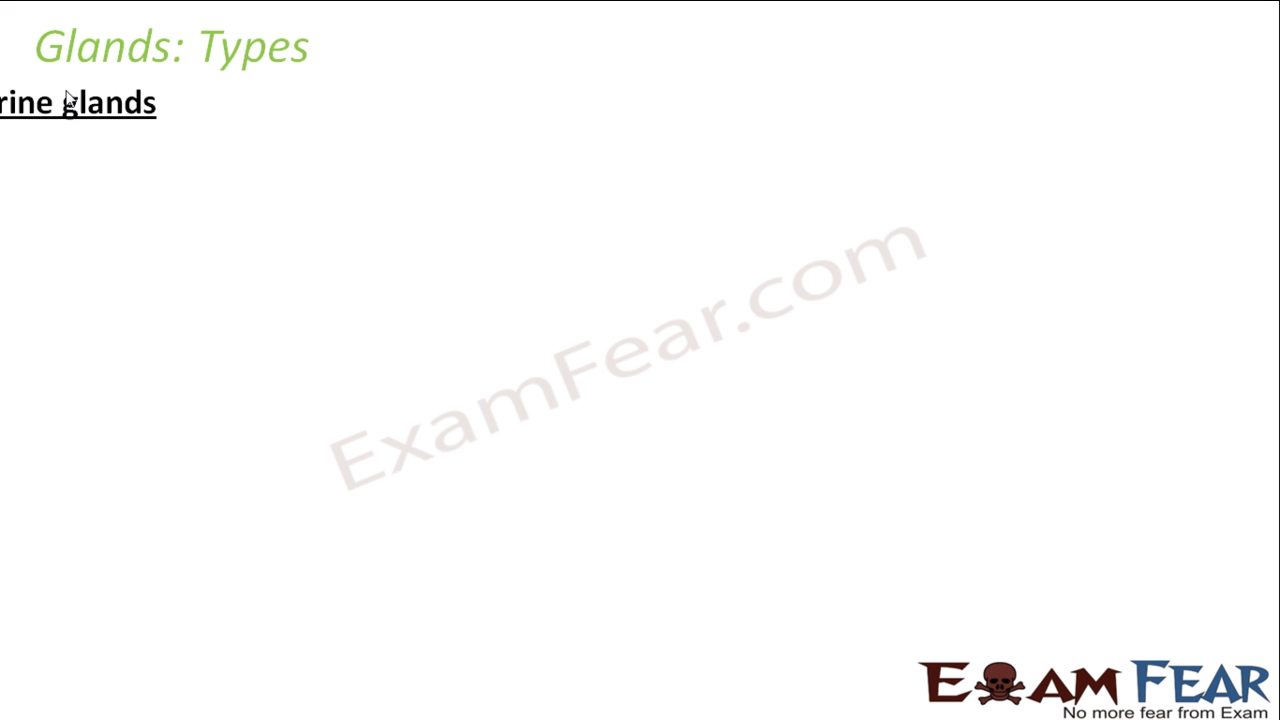 Glands: Types
rine glands
ExamFear.com
EXAM FEAR
No more fear from Exam